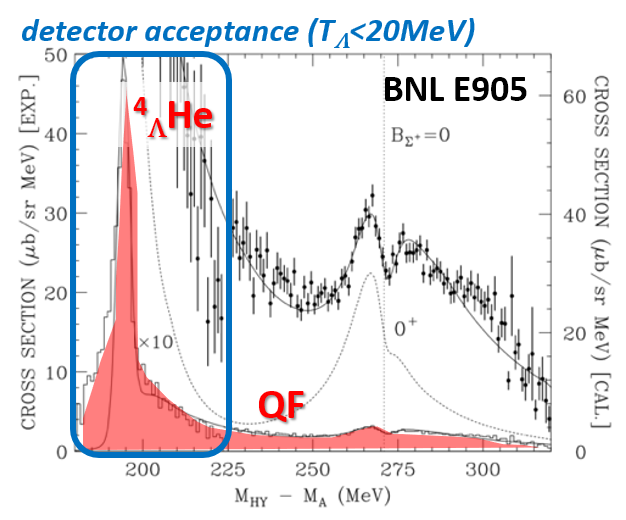 detector acceptance (TΛ<20MeV)
50
40
30
20
10
0
60
40
20
0
CROSS SECTION (μb/sr MeV) [EXP.]
4ΛHe
BNL E905
BΣ+=0
0+
×10
QF
CROSS SECTION (μb/sr MeV) [CAL.]
200
225
250
275
300
MHY − MA (MeV)